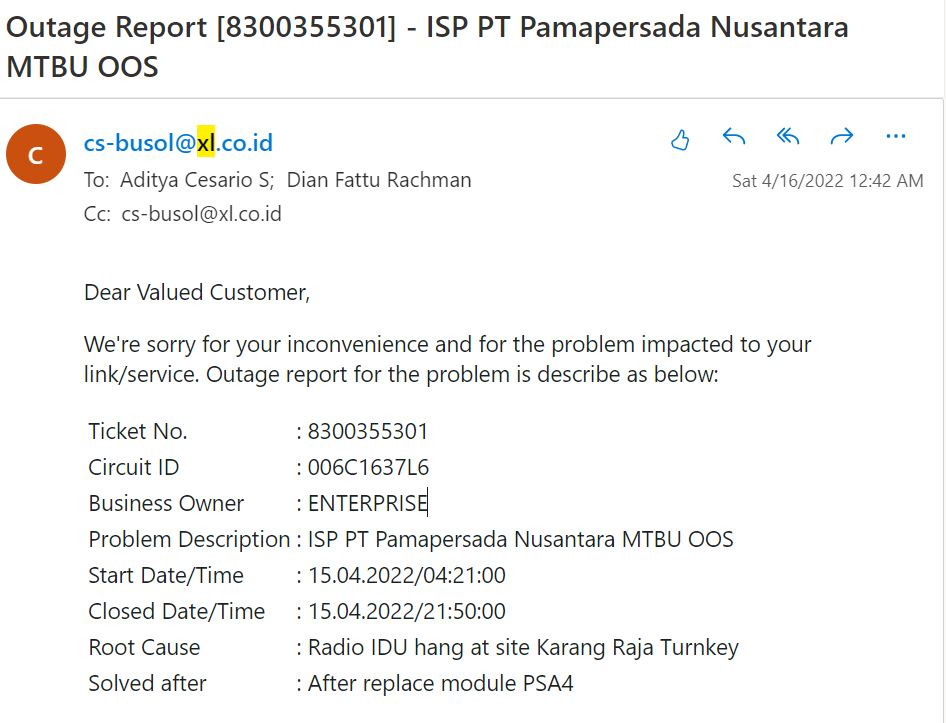 Outage Report [8300355301] - ISP PT Pamapersada Nusantara
MTBU OOS
C
cs-busol@xl.co.id
To: Aditya Cesario S; Dian Fattu Rachman
Sat 4/16/2022 12:42 AM
Cc: cs-busol@xl.co.id
Dear Valued Customer,
We're sorry for your inconvenience and for the problem impacted to your
link/service. Outage report for the problem is describe as below:
Ticket No. : 8300355301
Circuit ID : 006C1637L6
Business Owner : ENTERPRISE
Problem Description : ISP PT Pamapersada Nusantara MTBU OOS
Start Date/Time : 15.04.2022/04:21:00
Closed Date/Time : 15.04.2022/21:50:00
Root Cause : Radio IDU hang at site Karang Raja Turnkey
Solved after : After replace module PSA4